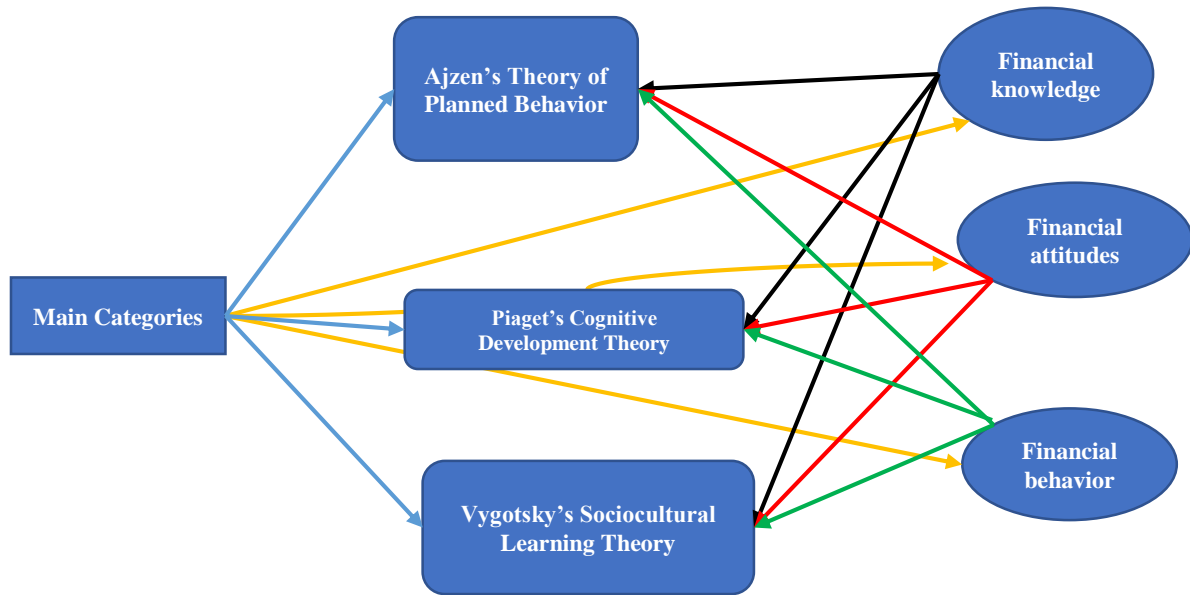 Ajzen’s Theory of
Planned Behavior
Financial
knowledge
Financial
attitudes
Main Categories
Piaget’s Cognitive
Development Theory
Financial
behavior
Vygotsky’s Sociocultural
Learning Theory